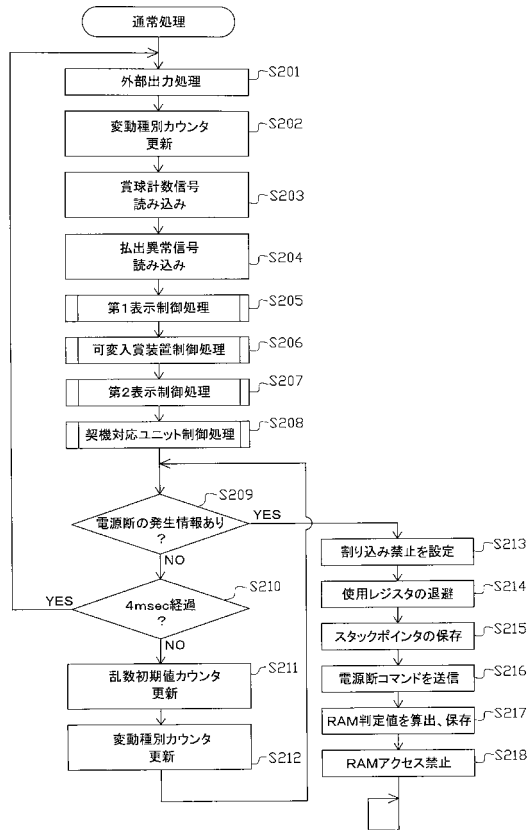 通常処理
外部出力処理
S201
変動種別カウンタ
更新
S202
賞球計数信号
読み込み
S203
払出異常信号
読み込み
S204
第1表示制御処理
S205
可変入賞装置制御処理
S206
第2表示制御処理
S207
契機対応ユニット制御処理
S208
電源断の発生情報あり
?
S209
YES
NO
4msec経過
?
S210
YES
NO
乱数初期値カウンタ
更新
S211
変動種別カウンタ
更新
S212
割り込み禁止を設定
S213
使用レジスタの退避
S214
スタックポインタの保存
S215
電源断コマンドを送信
S216
RAM判定値を算出、保存
S217
RAMアクセス禁止
S218